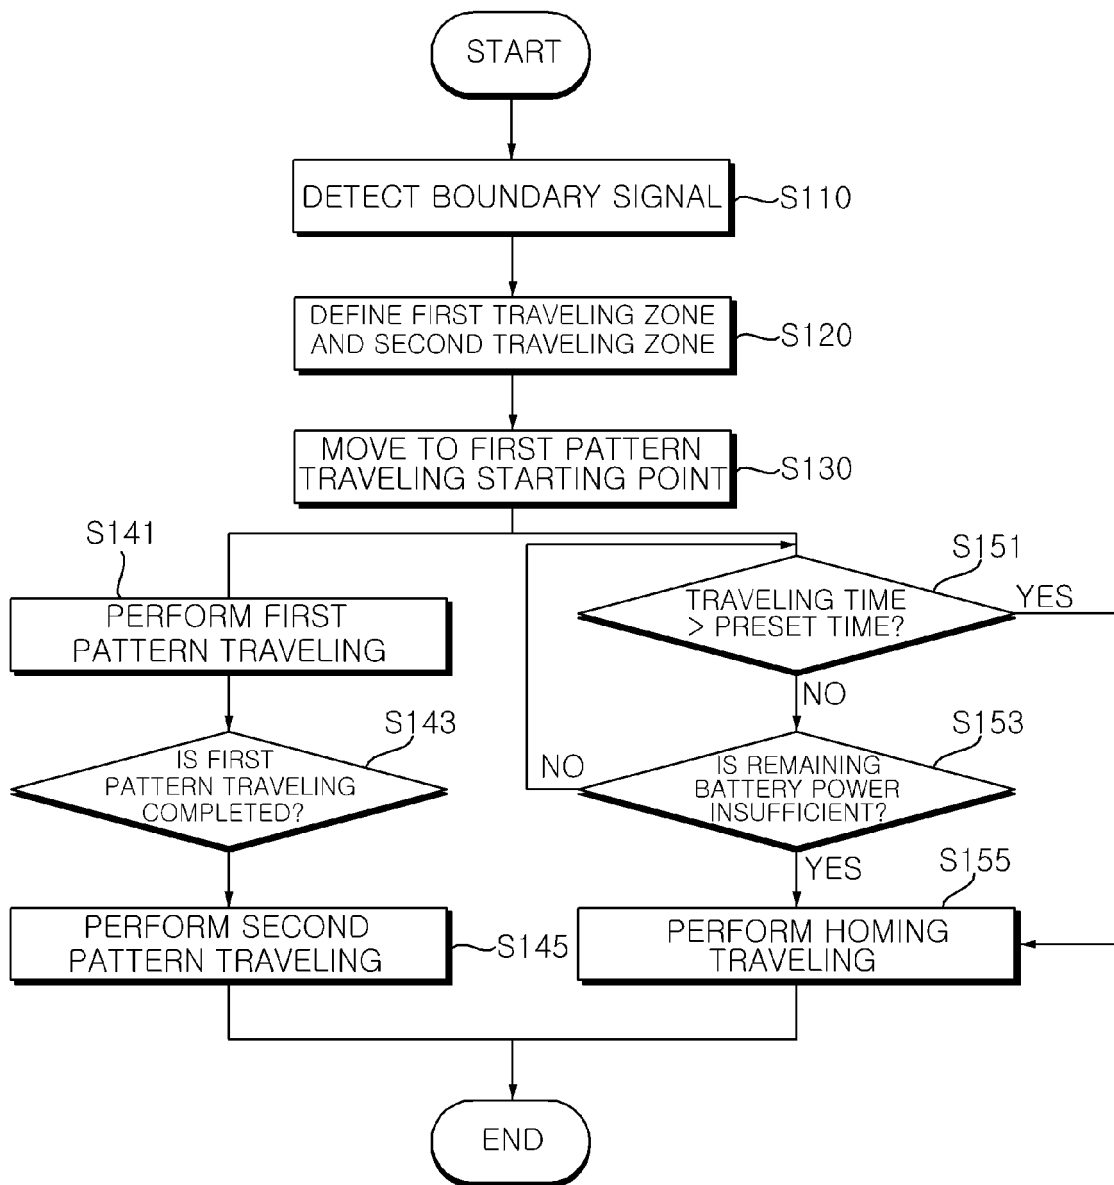 START
DETECT BOUNDARY SIGNAL
S110
DEFINE FIRST TRAVELING ZONE
AND SECOND TRAVELING ZONE
S120
MOVE TO FIRST PATTERN
TRAVELING STARTING POINT
S130
S141
PERFORM FIRST
PATTERN TRAVELING
S143
IS FIRST
PATTERN TRAVELING
COMPLETED?
PERFORM SECOND
PATTERN TRAVELING
S145
S151
TRAVELING TIME
> PRESET TIME?
YES
NO
S153
IS REMAINING
BATTERY POWER
INSUFFICIENT?
NO
YES
S155
PERFORM HOMING
TRAVELING
END